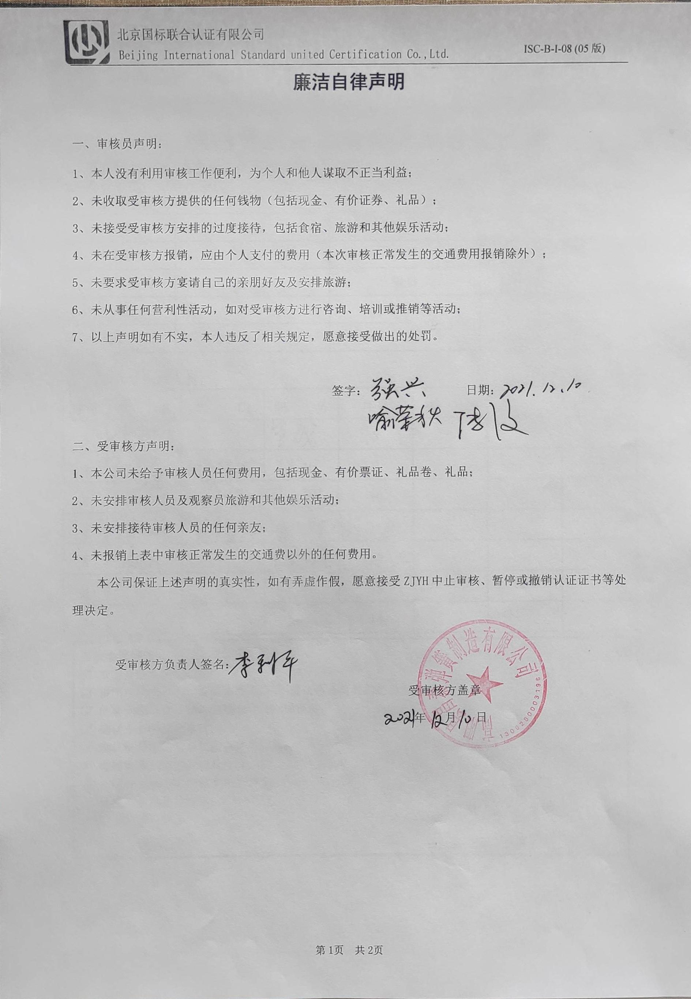 北京国标联合认证有限公司
Beijing International Standard united Certification Co.,Ltd.
ISC-B-I-08(05版)
廉洁自律声明
一、审核员声明：
1、本人没有利用审核工作便利，为个人和他人谋取不正当利益；
2、未收取受审核方提供的任何钱物（包括现金、有价证券、礼品）；
3、未接受受审核方安排的过度接待，包括食宿、旅游和其他娱乐活动；
4、未在受审核方报销，应由个人支付的费用（本次审核正常发生的交通费用报销除外）；
5、未要求受审核方宴请自己的亲朋好友及安排旅游；
6、未从事任何营利性活动，如对受审核方进行咨询、培训或推销等活动；
7、以上声明如有不实，本人违反了相关规定，愿意接受做出的处罚。
签字：强兴 日期：2021.12.10
喻荣秋
二、受审核方声明：
1、本公司未给予审核人员任何费用，包括现金、有价票证、礼品卷、礼品；
2、未安排审核人员及观察员旅游和其他娱乐活动；
3、未安排接待审核人员的任何亲友；
4、未报销上表中审核正常发生的交通费以外的任何费用。
本公司保证上述声明的真实性，如有弄虚作假，愿意接受ZJYH中止审核、暂停或撤销认证证书等处
理决定。
受审核方负责人签名：李利年
弹簧制造有限公司
受审核方盖章
2021年12月10日
1300280003196
第1页 共2页